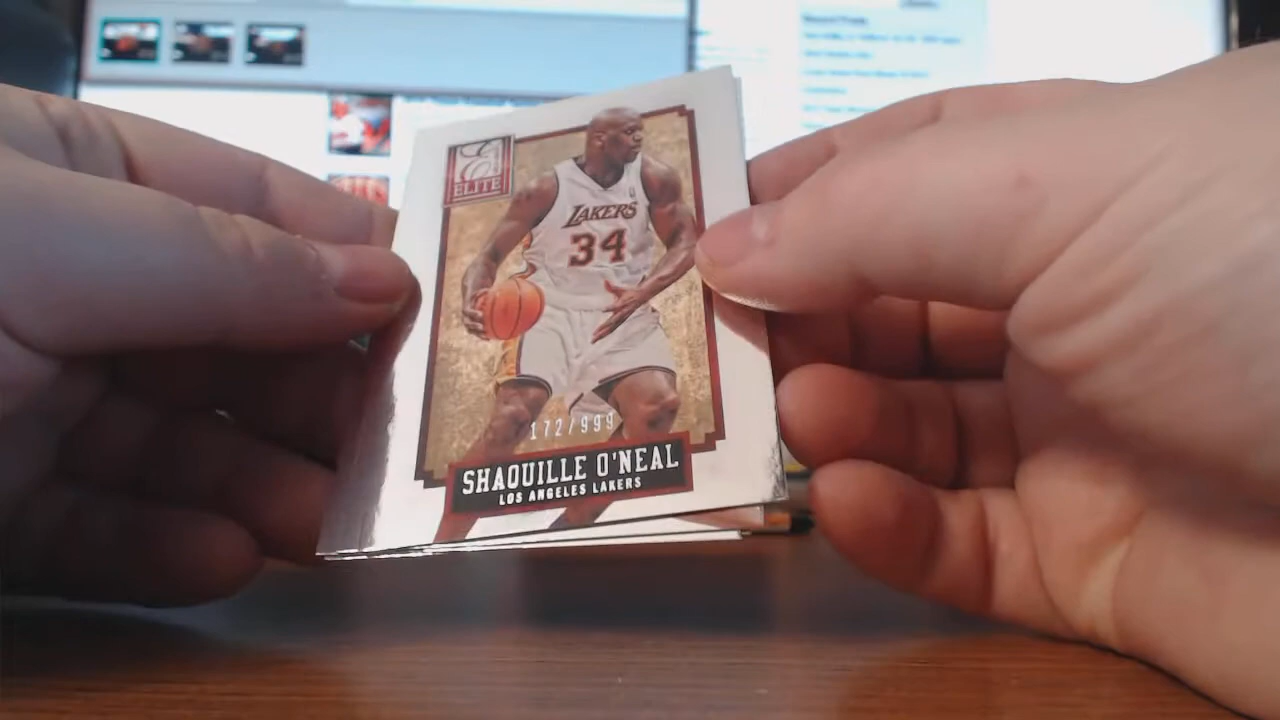 E
ELITE
LAKERS
34
172/999
SHAQUILLE O'NEAL
LOS ANGELES LAKERS